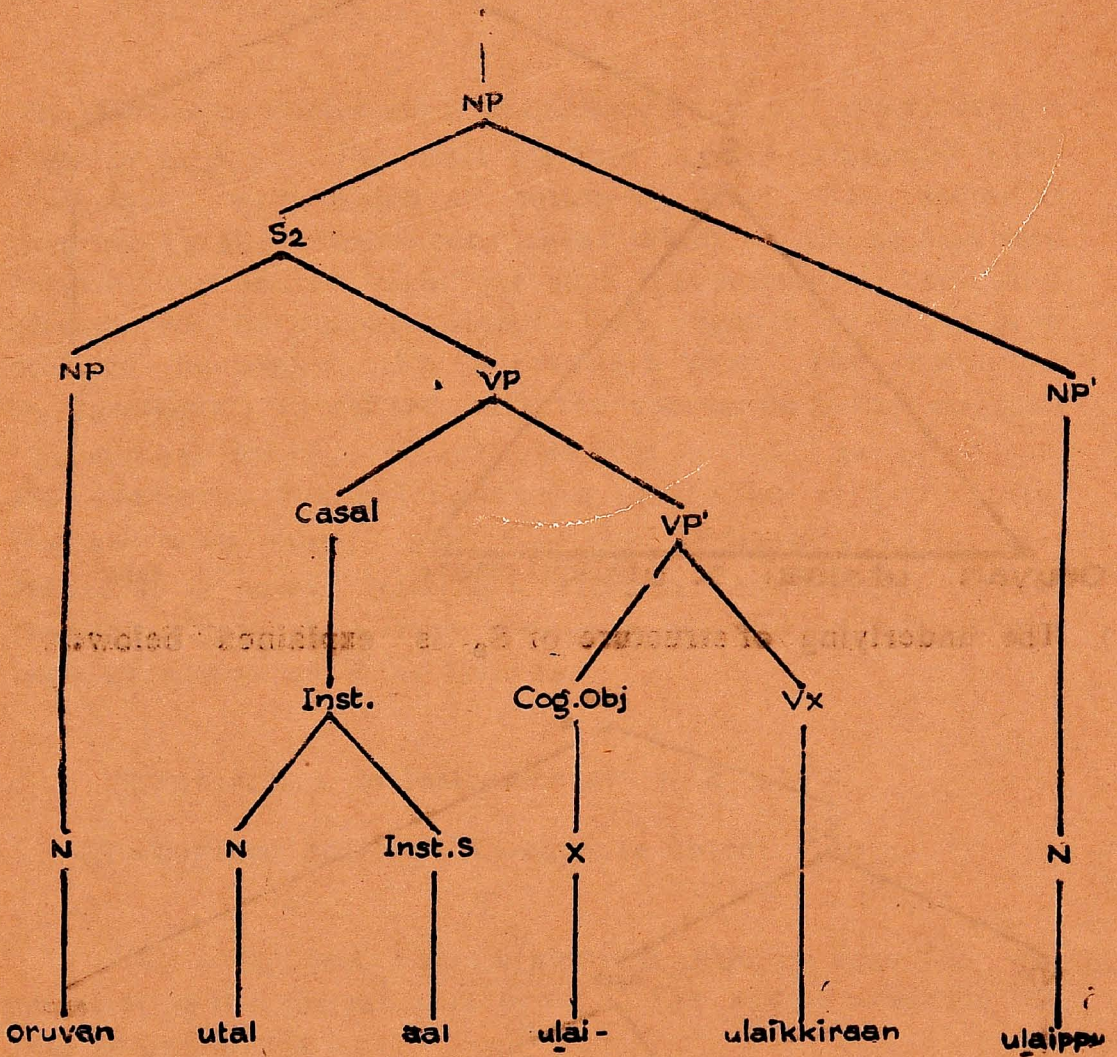 NP
S2
NP VP NP'
Casal VP'
Inst. Cog.Obj Vx
N N Inst.S X N
oruvan utal aal ulai- ulaikkiraan ulaippu